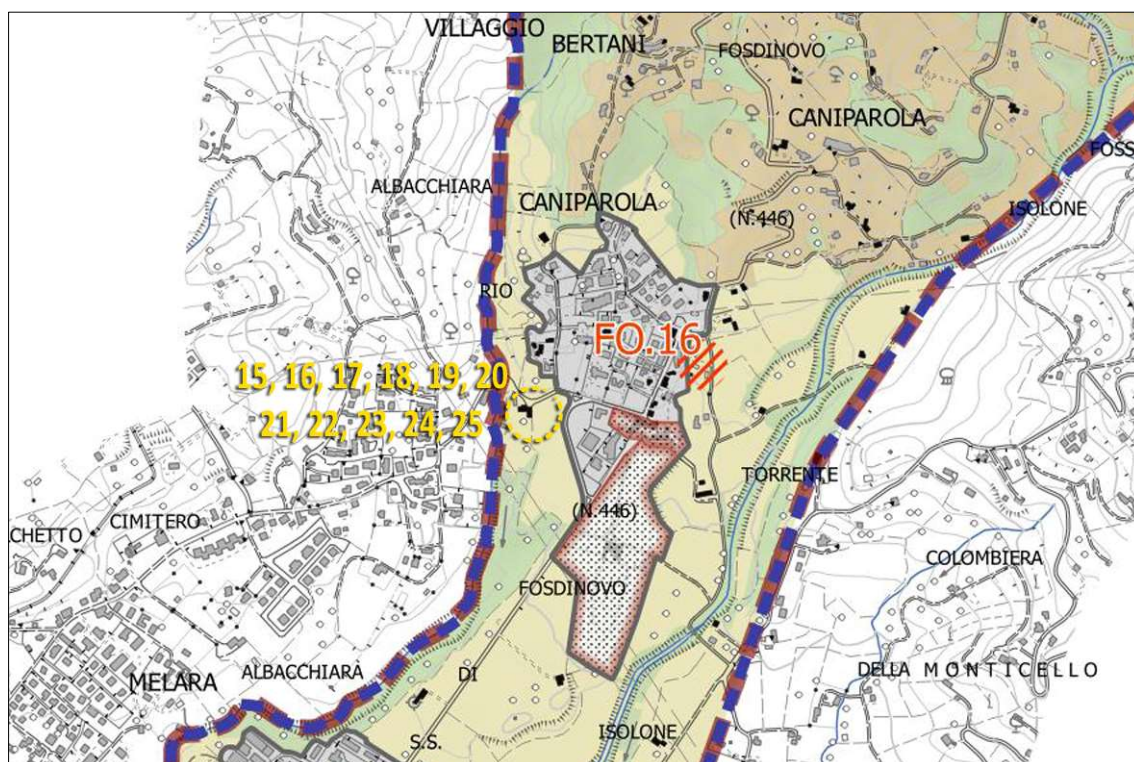 VILLAGGIO
BERTANI
FOSDINOVO
CANIPAROLA
FOSS
ALBACCHIARA
CANIPAROLA
ISOLONE
(N.446)
RIO
FO.16
15, 16, 17, 18, 19, 20
21, 22, 23, 24, 25
TORRENTE
(N.446)
CIMITERO
CHETTO
COLOMBIERA
FOSDINOVO
ALBACCHIARA
DI
DELLA MONTICELLO
MELARA
ISOLONE
S.S.